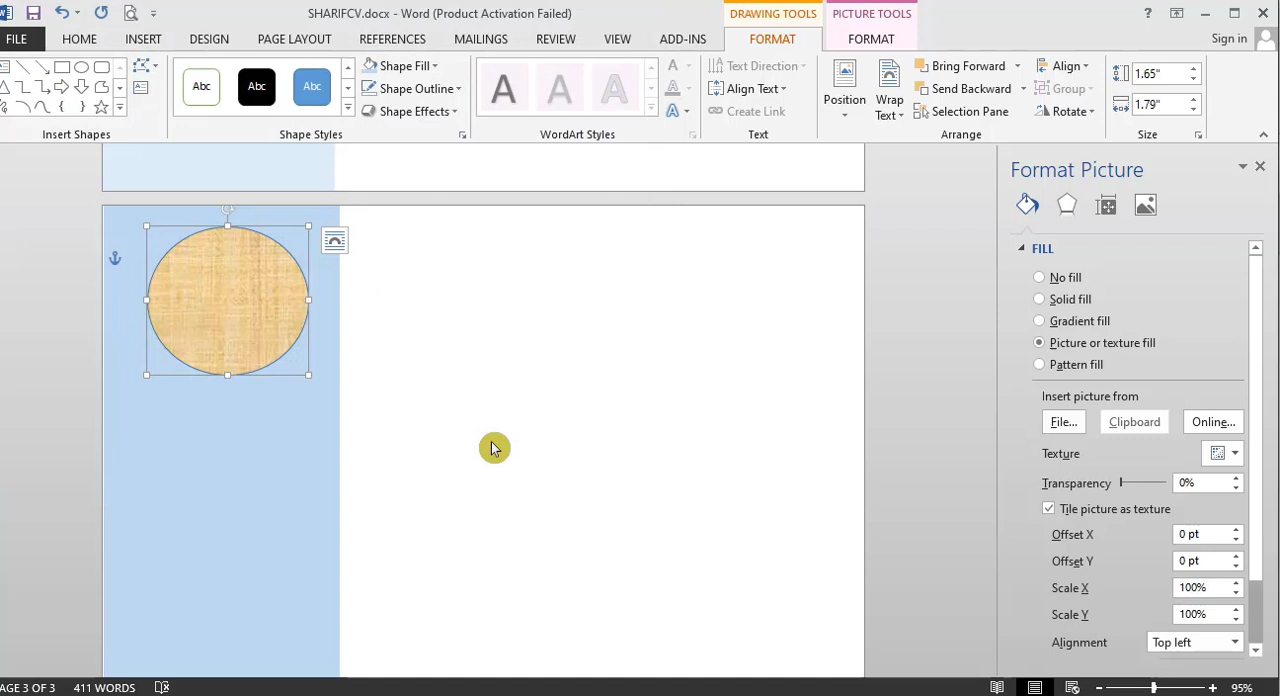 SHARIFCV.docx - Word (Product Activation Failed)
DRAWING TOOLS
PICTURE TOOLS
FILE
HOME
INSERT
DESIGN
PAGE LAYOUT
REFERENCES
MAILINGS
REVIEW
VIEW
ADD-INS
FORMAT
FORMAT
Sign in
Abc
Abc
Abc
Shape Fill
Shape Outline
Shape Effects
A
A
A
A
A
A
Text Direction
Align Text
Create Link
Position
Wrap
Text
Bring Forward
Send Backward
Selection Pane
Align
Group
Rotate
1.65"
1.79"
Insert Shapes
Shape Styles
WordArt Styles
Text
Arrange
Size
Format Picture
FILL
No fill
Solid fill
Gradient fill
Picture or texture fill
Pattern fill
Insert picture from
File...
Clipboard
Online...
Texture
Transparency
0%
Tile picture as texture
Offset X
0 pt
Offset Y
0 pt
Scale X
100%
Scale Y
100%
Alignment
Top left
AGE 3 OF 3
411 WORDS
95%